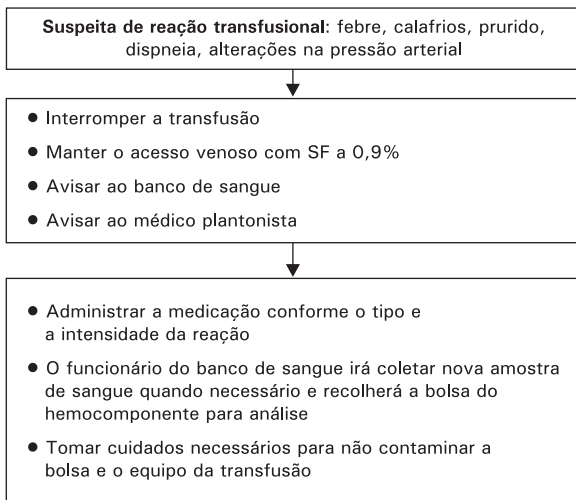 Suspeita de reação transfusional: febre, calafrios, prurido,
dispneia, alterações na pressão arterial
● Interromper a transfusão
● Manter o acesso venoso com SF a 0,9%
● Avisar ao banco de sangue
● Avisar ao médico plantonista
● Administrar a medicação conforme o tipo e
a intensidade da reação
● O funcionário do banco de sangue irá coletar nova amostra
de sangue quando necessário e recolherá a bolsa do
hemocomponente para análise
● Tomar cuidados necessários para não contaminar a
bolsa e o equipo da transfusão